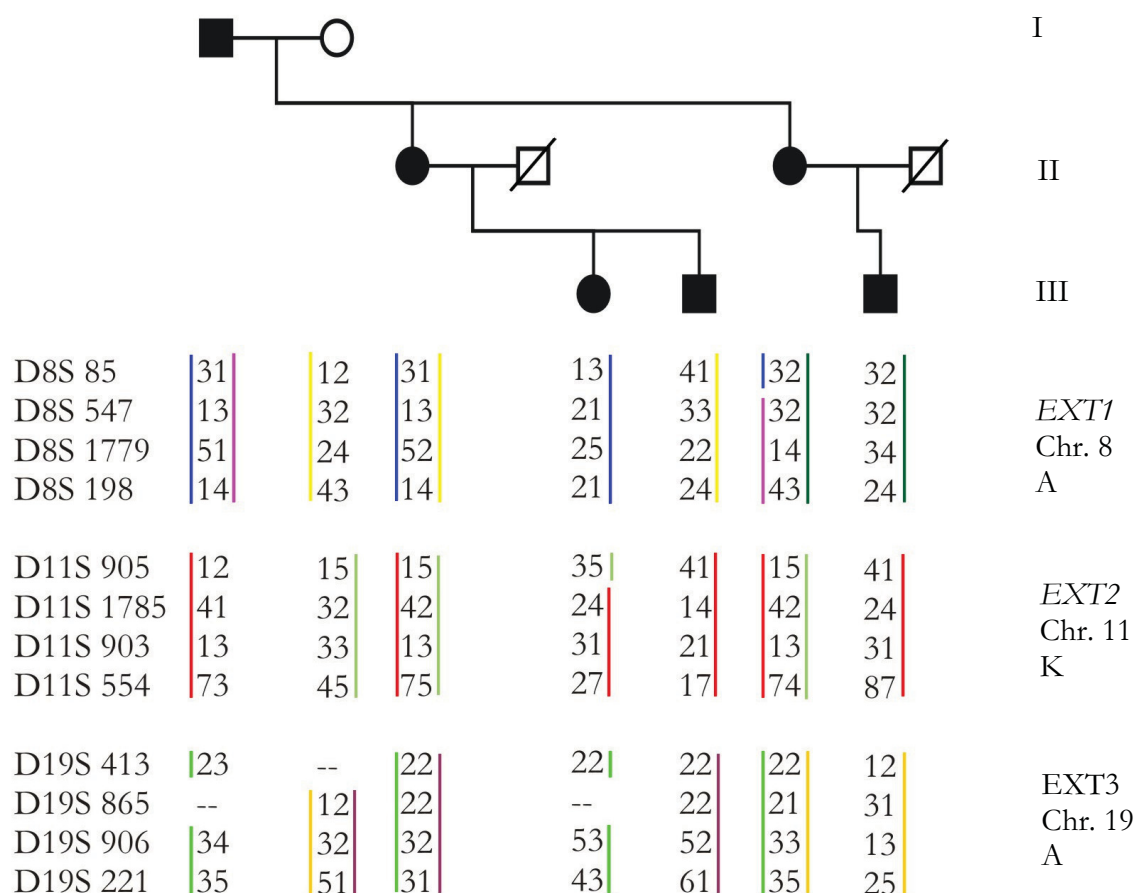 I
II
III
D8S 85 31 12 31 13 41 32 32
D8S 547 13 32 13 21 33 32 32 EXT1
D8S 1779 51 24 52 25 22 14 34 Chr. 8
D8S 198 14 43 14 21 24 43 24 A
D11S 905 12 15 15 35 41 15 41
D11S 1785 41 32 42 24 14 42 24 EXT2
D11S 903 13 33 13 31 21 13 31 Chr. 11
D11S 554 73 45 75 27 17 74 87 K
D19S 413 23 -- 22 22 22 22 12
D19S 865 -- 12 22 -- 22 21 31 EXT3
D19S 906 34 32 32 53 52 33 13 Chr. 19
D19S 221 35 51 31 43 61 35 25 A